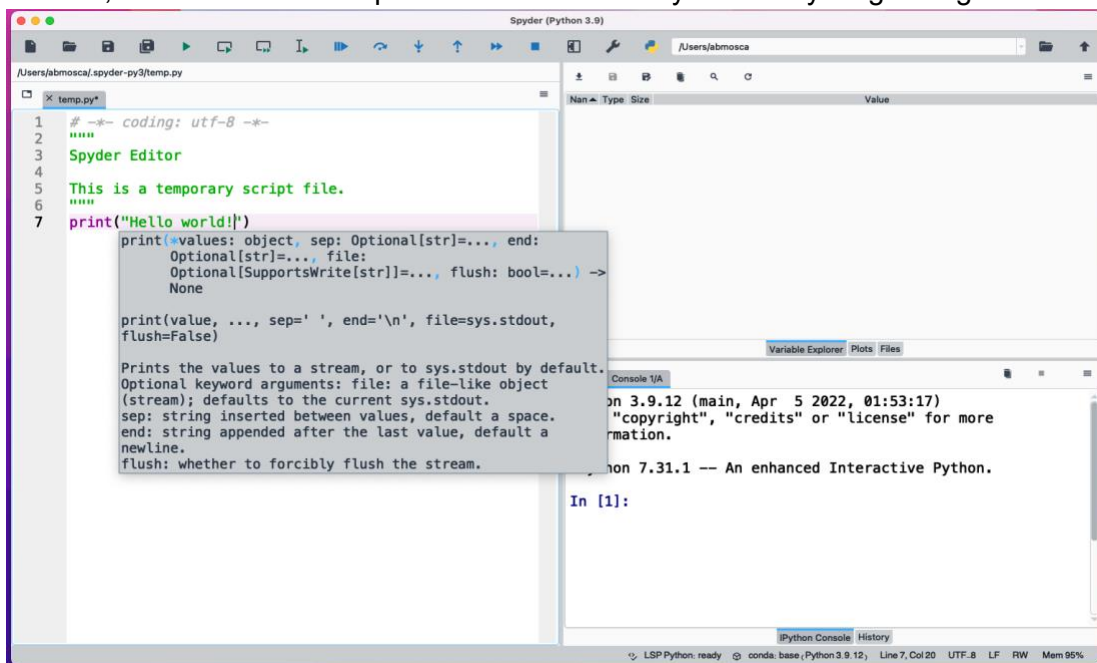 Spyder (Python 3.9)
/Users/abmosca
/Users/abmosca/.spyder-py3/temp.py
temp.py*
1 # -*- coding: utf-8 -*-
2 """
3 Spyder Editor
4
5 This is a temporary script file.
6 """
7 print("Hello world!")
print(*values: object, sep: Optional[str]=..., end:
Optional[str]=..., file:
Optional[SupportsWrite[str]]=..., flush: bool=...) ->
None
print(value, ..., sep=' ', end='\n', file=sys.stdout,
flush=False)
Prints the values to a stream, or to sys.stdout by default.
Optional keyword arguments: file: a file-like object
(stream); defaults to the current sys.stdout.
sep: string inserted between values, default a space.
end: string appended after the last value, default a
newline.
flush: whether to forcibly flush the stream.
Nan Type Size Value
Variable Explorer Plots Files
Console 1/A
3.9.12 (main, Apr 5 2022, 01:53:17)
"copyright", "credits" or "license" for more
7.31.1 -- An enhanced Interactive Python.
In [1]:
IPython Console History
LSP Python: ready conda: base (Python 3.9.12) Line 7, Col 20 UTF-8 LF RW Mem 95%